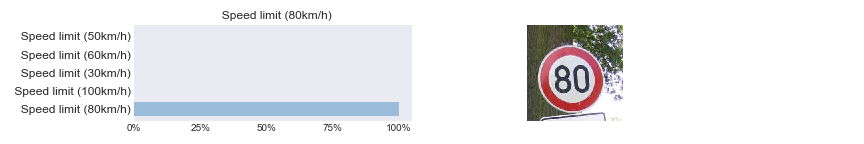 Speed limit (80km/h)
Speed limit (50km/h)
Speed limit (60km/h)
Speed limit (30km/h)
Speed limit (100km/h)
Speed limit (80km/h)
0% 25% 50% 75% 100%
80